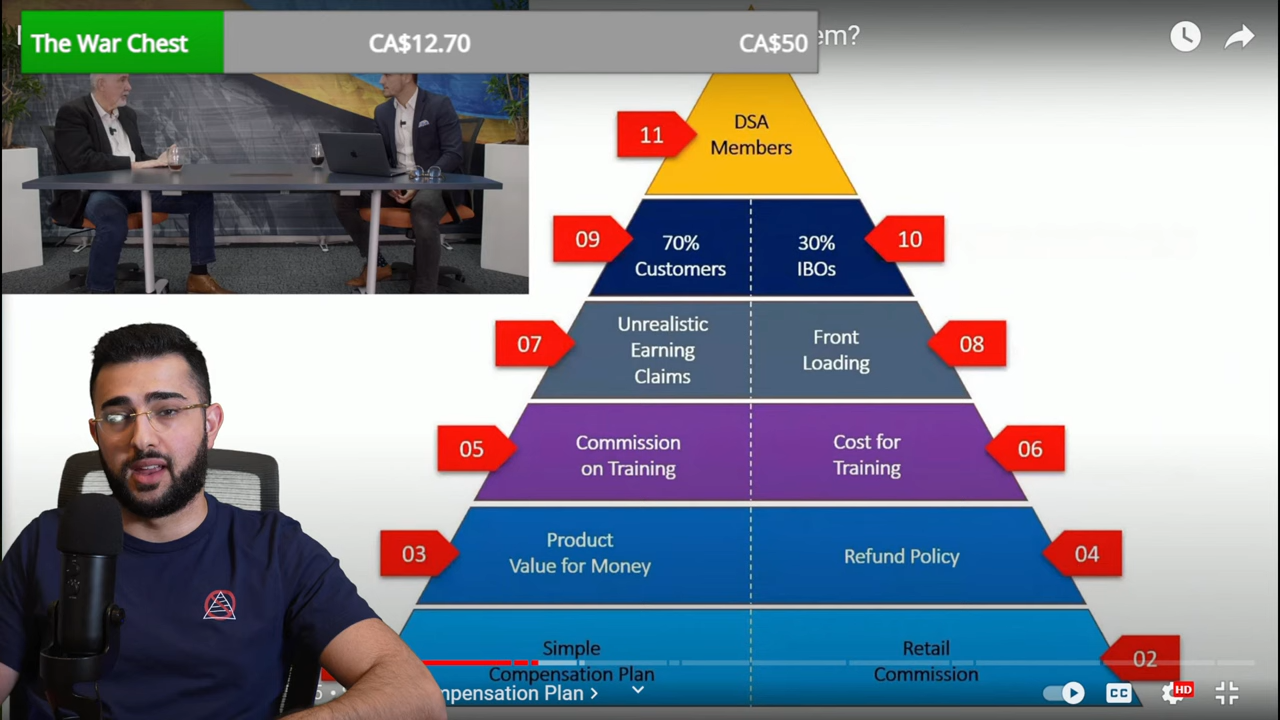 The War Chest
CA$12.70
CA$50
em?
11
DSA
Members
09
70%
Customers
30%
IBOs
10
07
Unrealistic
Earning
Claims
Front
Loading
08
05
Commission
on Training
Cost for
Training
06
03
Product
Value for Money
Refund Policy
04
Simple
Compensation Plan
Retail
Commission
02
mpensation Plan >
CC
HD